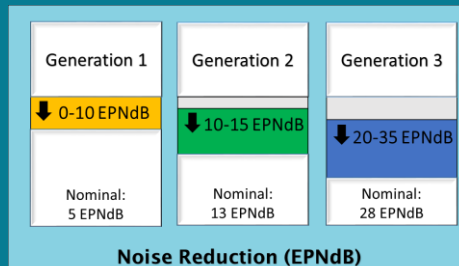 Generation 1
Generation 2
Generation 3
0-10 EPNdB
10-15 EPNdB
20-35 EPNdB
Nominal:
5 EPNdB
Nominal:
13 EPNdB
Nominal:
28 EPNdB
Noise Reduction (EPNdB)